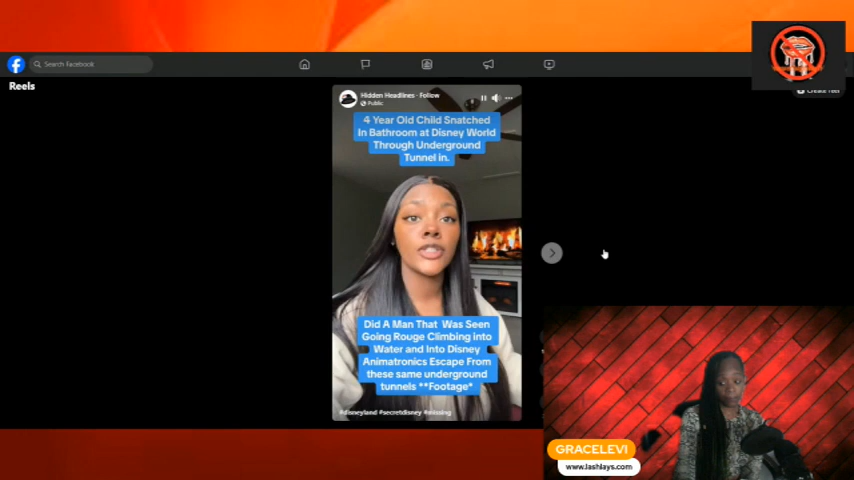 Search Facebook
Reels
Hidden Headlines · Follow
Public
4 Year Old Child Snatched
In Bathroom at Disney World
Through Underground
Tunnel in.
Did A Man That Was Seen
Going Rouge Climbing into
Water and Into Disney
Animatronics Escape From
these same underground
tunnels **Footage*
#disneyland #secretdisney #missing
Create reel
GRACELEVI
www.lashlays.com